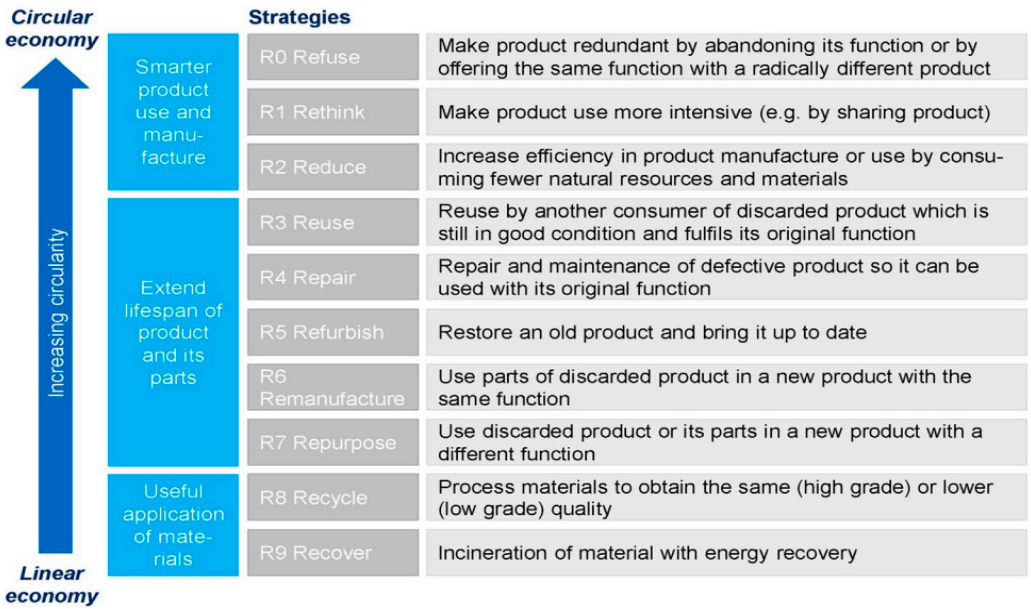 Circular
economy
Strategies
Smarter
product
use and
manu-
facture
R0 Refuse
Make product redundant by abandoning its function or by
offering the same function with a radically different product
R1 Rethink
Make product use more intensive (e.g. by sharing product)
R2 Reduce
Increase efficiency in product manufacture or use by consu-
ming fewer natural resources and materials
Increasing circularity
Extend
lifespan of
product
and its
parts
R3 Reuse
Reuse by another consumer of discarded product which is
still in good condition and fulfils its original function
R4 Repair
Repair and maintenance of defective product so it can be
used with its original function
R5 Refurbish
Restore an old product and bring it up to date
R6
Remanufacture
Use parts of discarded product in a new product with the
same function
R7 Repurpose
Use discarded product or its parts in a new product with a
different function
Useful
application
of mate-
rials
R8 Recycle
Process materials to obtain the same (high grade) or lower
(low grade) quality
R9 Recover
Incineration of material with energy recovery
Linear
economy